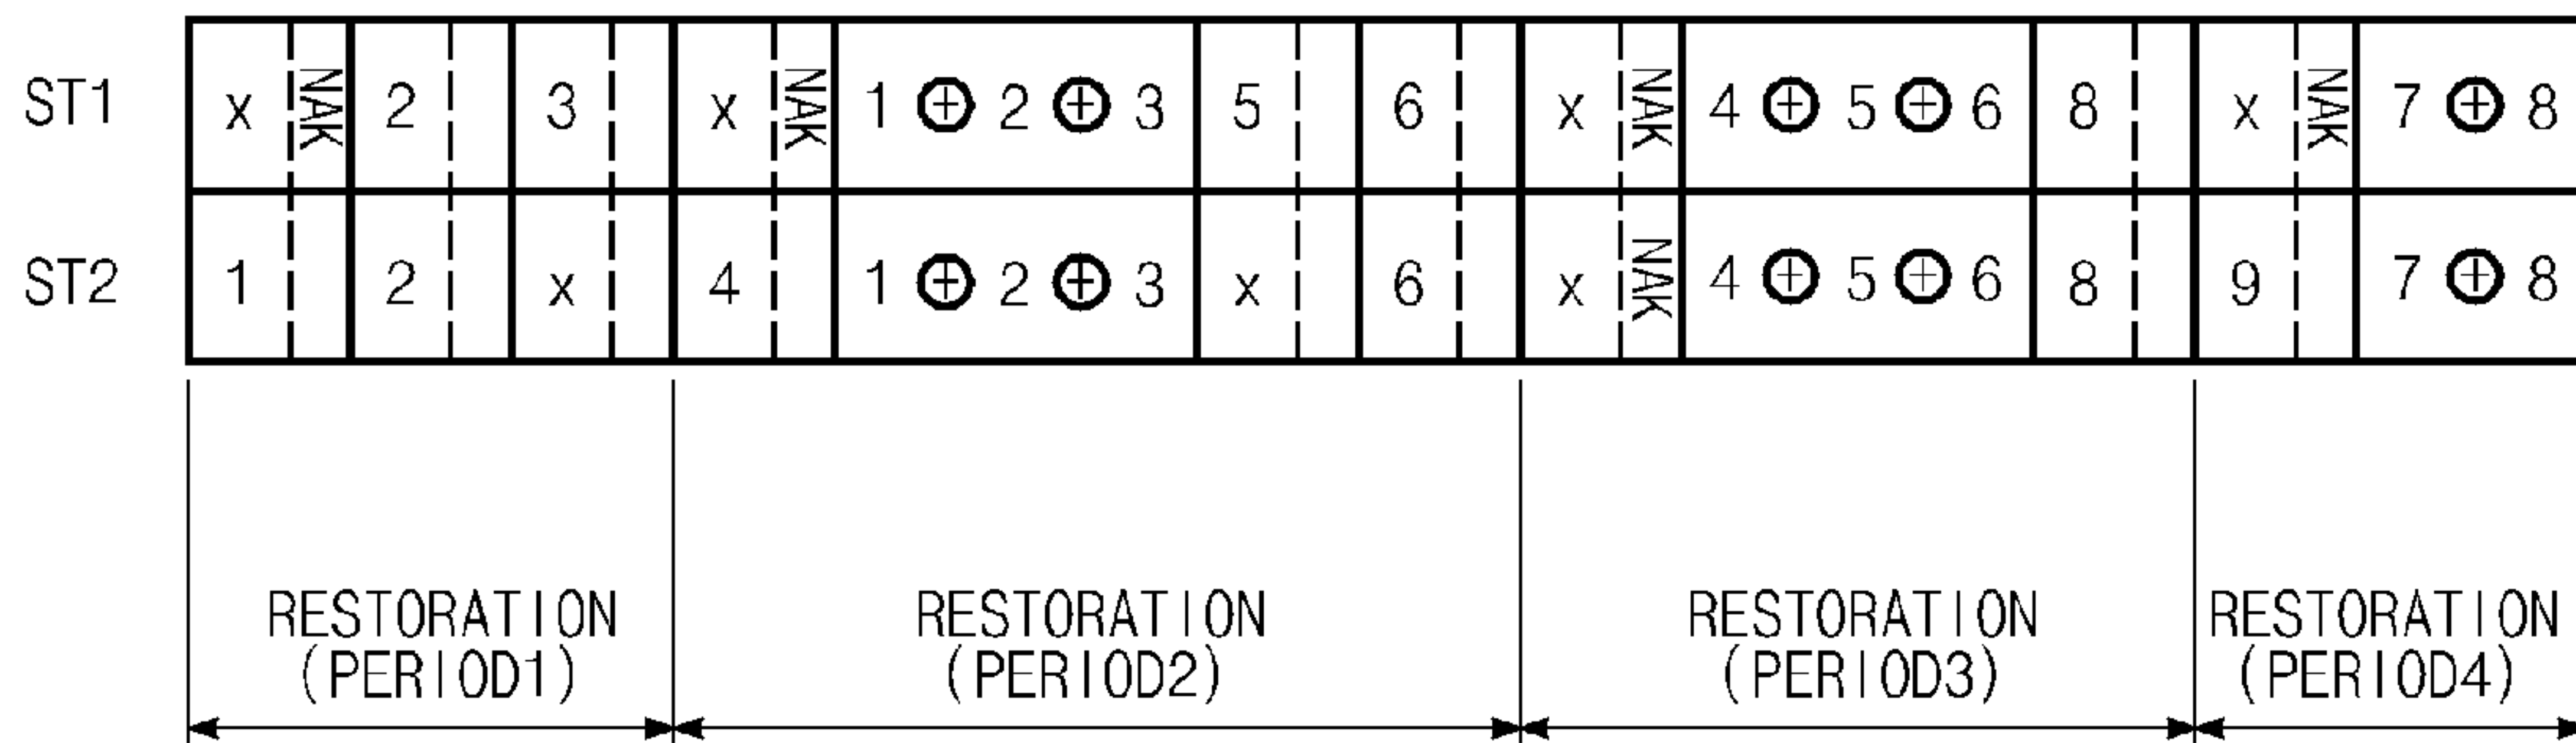 ST1 x NAK 2 3 x NAK 1 ⊕ 2 ⊕ 3 5 6 x NAK 4 ⊕ 5 ⊕ 6 8 x NAK 7 ⊕ 8
ST2 1 2 x 4 1 ⊕ 2 ⊕ 3 x 6 x NAK 4 ⊕ 5 ⊕ 6 8 9 7 ⊕ 8
RESTORATION RESTORATION RESTORATION RESTORATION
(PERIOD1) (PERIOD2) (PERIOD3) (PERIOD4)